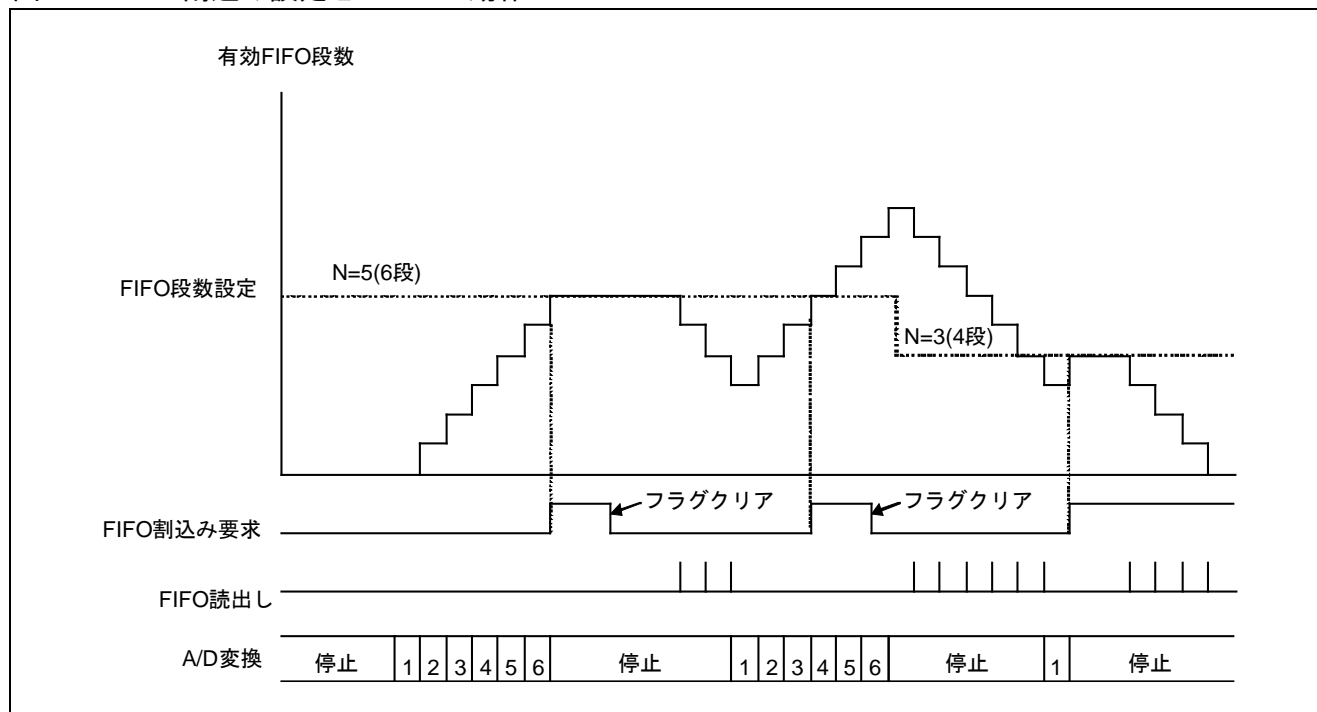 有効FIFO段数
N=5(6段)
FIFO段数設定
N=3(4段)
フラグクリア
フラグクリア
FIFO割込み要求
FIFO読出し
A/D変換 停止 1 2 3 4 5 6 停止 1 2 3 4 5 6 停止 1 停止